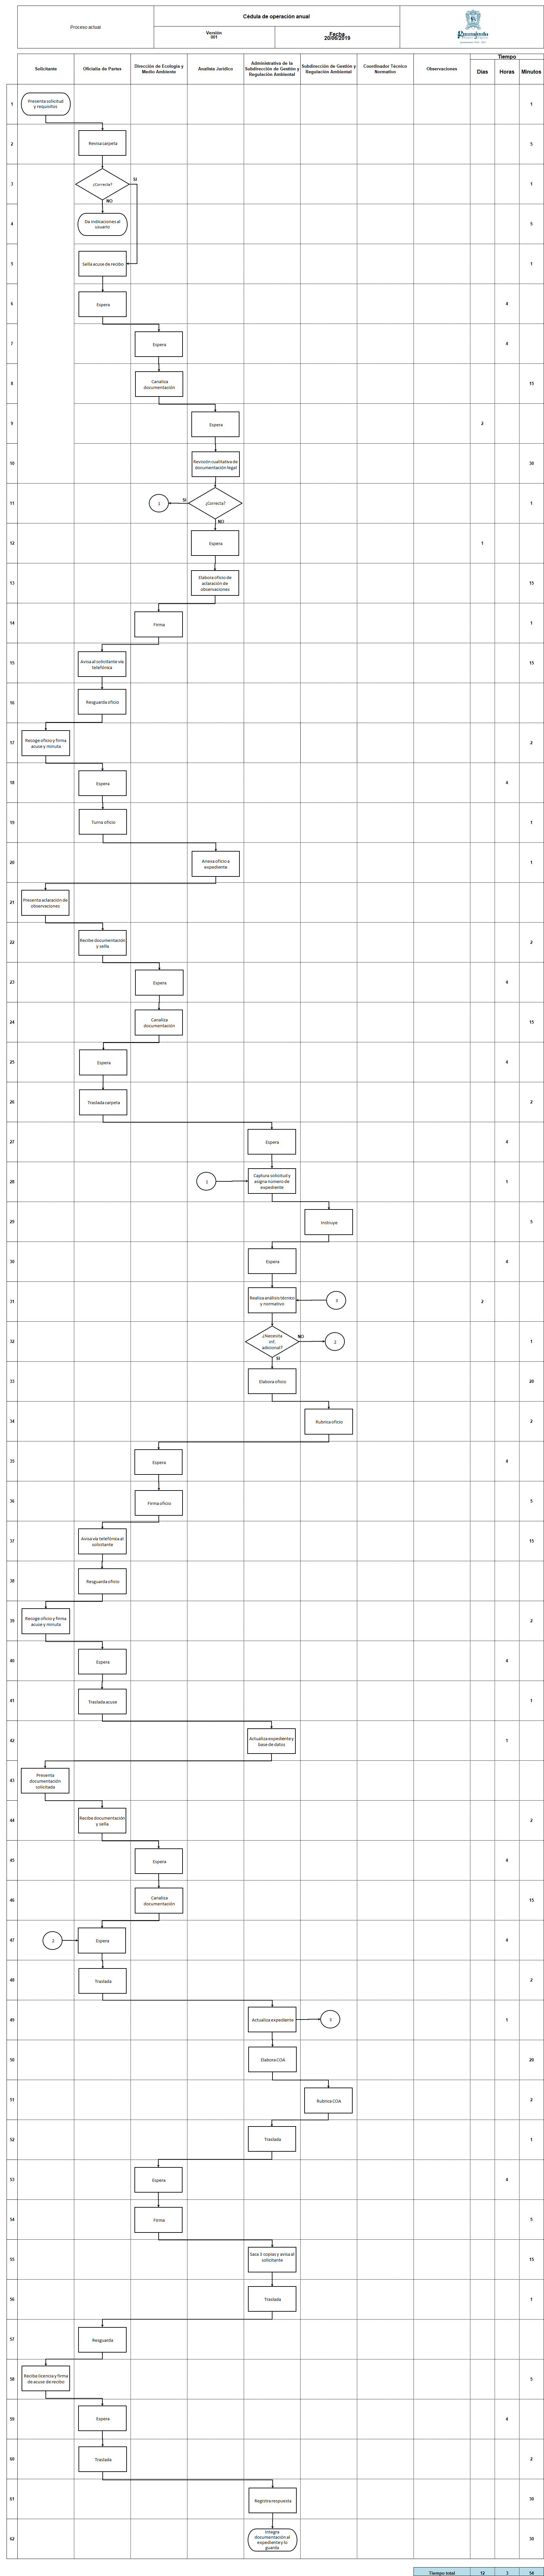 Proceso actual
Cédula de operación anual
Versión
001
Fecha
20/06/2019
Solicitante
Oficialía de Partes
Dirección de Ecología y
Medio Ambiente
Analista Jurídico
Administrativa de la
Subdirección de Gestión y
Regulación Ambiental
Subdirección de Gestión y
Regulación Ambiental
Coordinador Técnico
Normativo
Observaciones
Tiempo
Días
Horas
Minutos
1
Presenta solicitud
y requisitos
1
2
Revisa carpeta
5
3
¿Correcta?
SI
NO
1
4
Da indicaciones al
usuario
5
5
Sella acuse de recibo
1
6
Espera
4
7
Espera
4
8
Canaliza
documentación
15
9
Espera
2
10
Revisión cualitativa de
documentación legal
30
11
1
SI
¿Correcta?
NO
1
12
Espera
1
13
Elabora oficio de
aclaración de
observaciones
15
14
Firma
1
15
Avisa al solicitante vía
telefónica
15
16
Resguarda oficio
17
Recoge oficio y firma
acuse y minuta
2
18
Espera
4
19
Turna oficio
1
20
Anexa oficio a
expediente
1
21
Presenta aclaración de
observaciones
22
Recibe documentación
y sella
2
23
Espera
4
24
Canaliza
documentación
15
25
Espera
4
26
Traslada carpeta
2
27
Espera
4
28
1
Captura solicitud y
asigna número de
expediente
1
29
Instruye
5
30
Espera
4
31
Realiza análisis técnico
y normativo
3
2
32
¿Necesita
inf.
adicional?
NO
2
SI
1
33
Elabora oficio
20
34
Rubrica oficio
2
35
Espera
4
36
Firma oficio
5
37
Avisa vía telefónica al
solicitante
15
38
Resguarda oficio
39
Recoge oficio y firma
acuse y minuta
2
40
Espera
4
41
Traslada acuse
1
42
Actualiza expediente y
base de datos
1
43
Presenta
documentación
solicitada
44
Recibe documentación
y sella
2
45
Espera
4
46
Canaliza
documentación
15
47
2
Espera
4
48
Traslada
2
49
Actualiza expediente
3
1
50
Elabora COA
20
51
Rubrica COA
2
52
Traslada
1
53
Espera
4
54
Firma
5
55
Saca 3 copias y avisa al
solicitante
15
56
Traslada
1
57
Resguarda
58
Recibe licencia y firma
de acuse de recibo
5
59
Espera
4
60
Traslada
2
61
Registra respuesta
30
62
Integra
documentación al
expediente y lo
guarda
30
Tiempo total
12
3
54